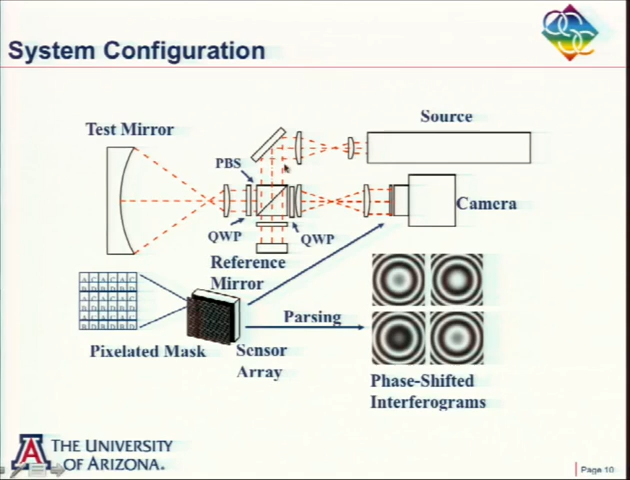 System Configuration
Test Mirror
Source
PBS
Camera
QWP
QWP
Reference
Mirror
Parsing
Pixelated Mask
Sensor
Array
Phase-Shifted
Interferograms
THE UNIVERSITY
OF ARIZONA.
Page 10